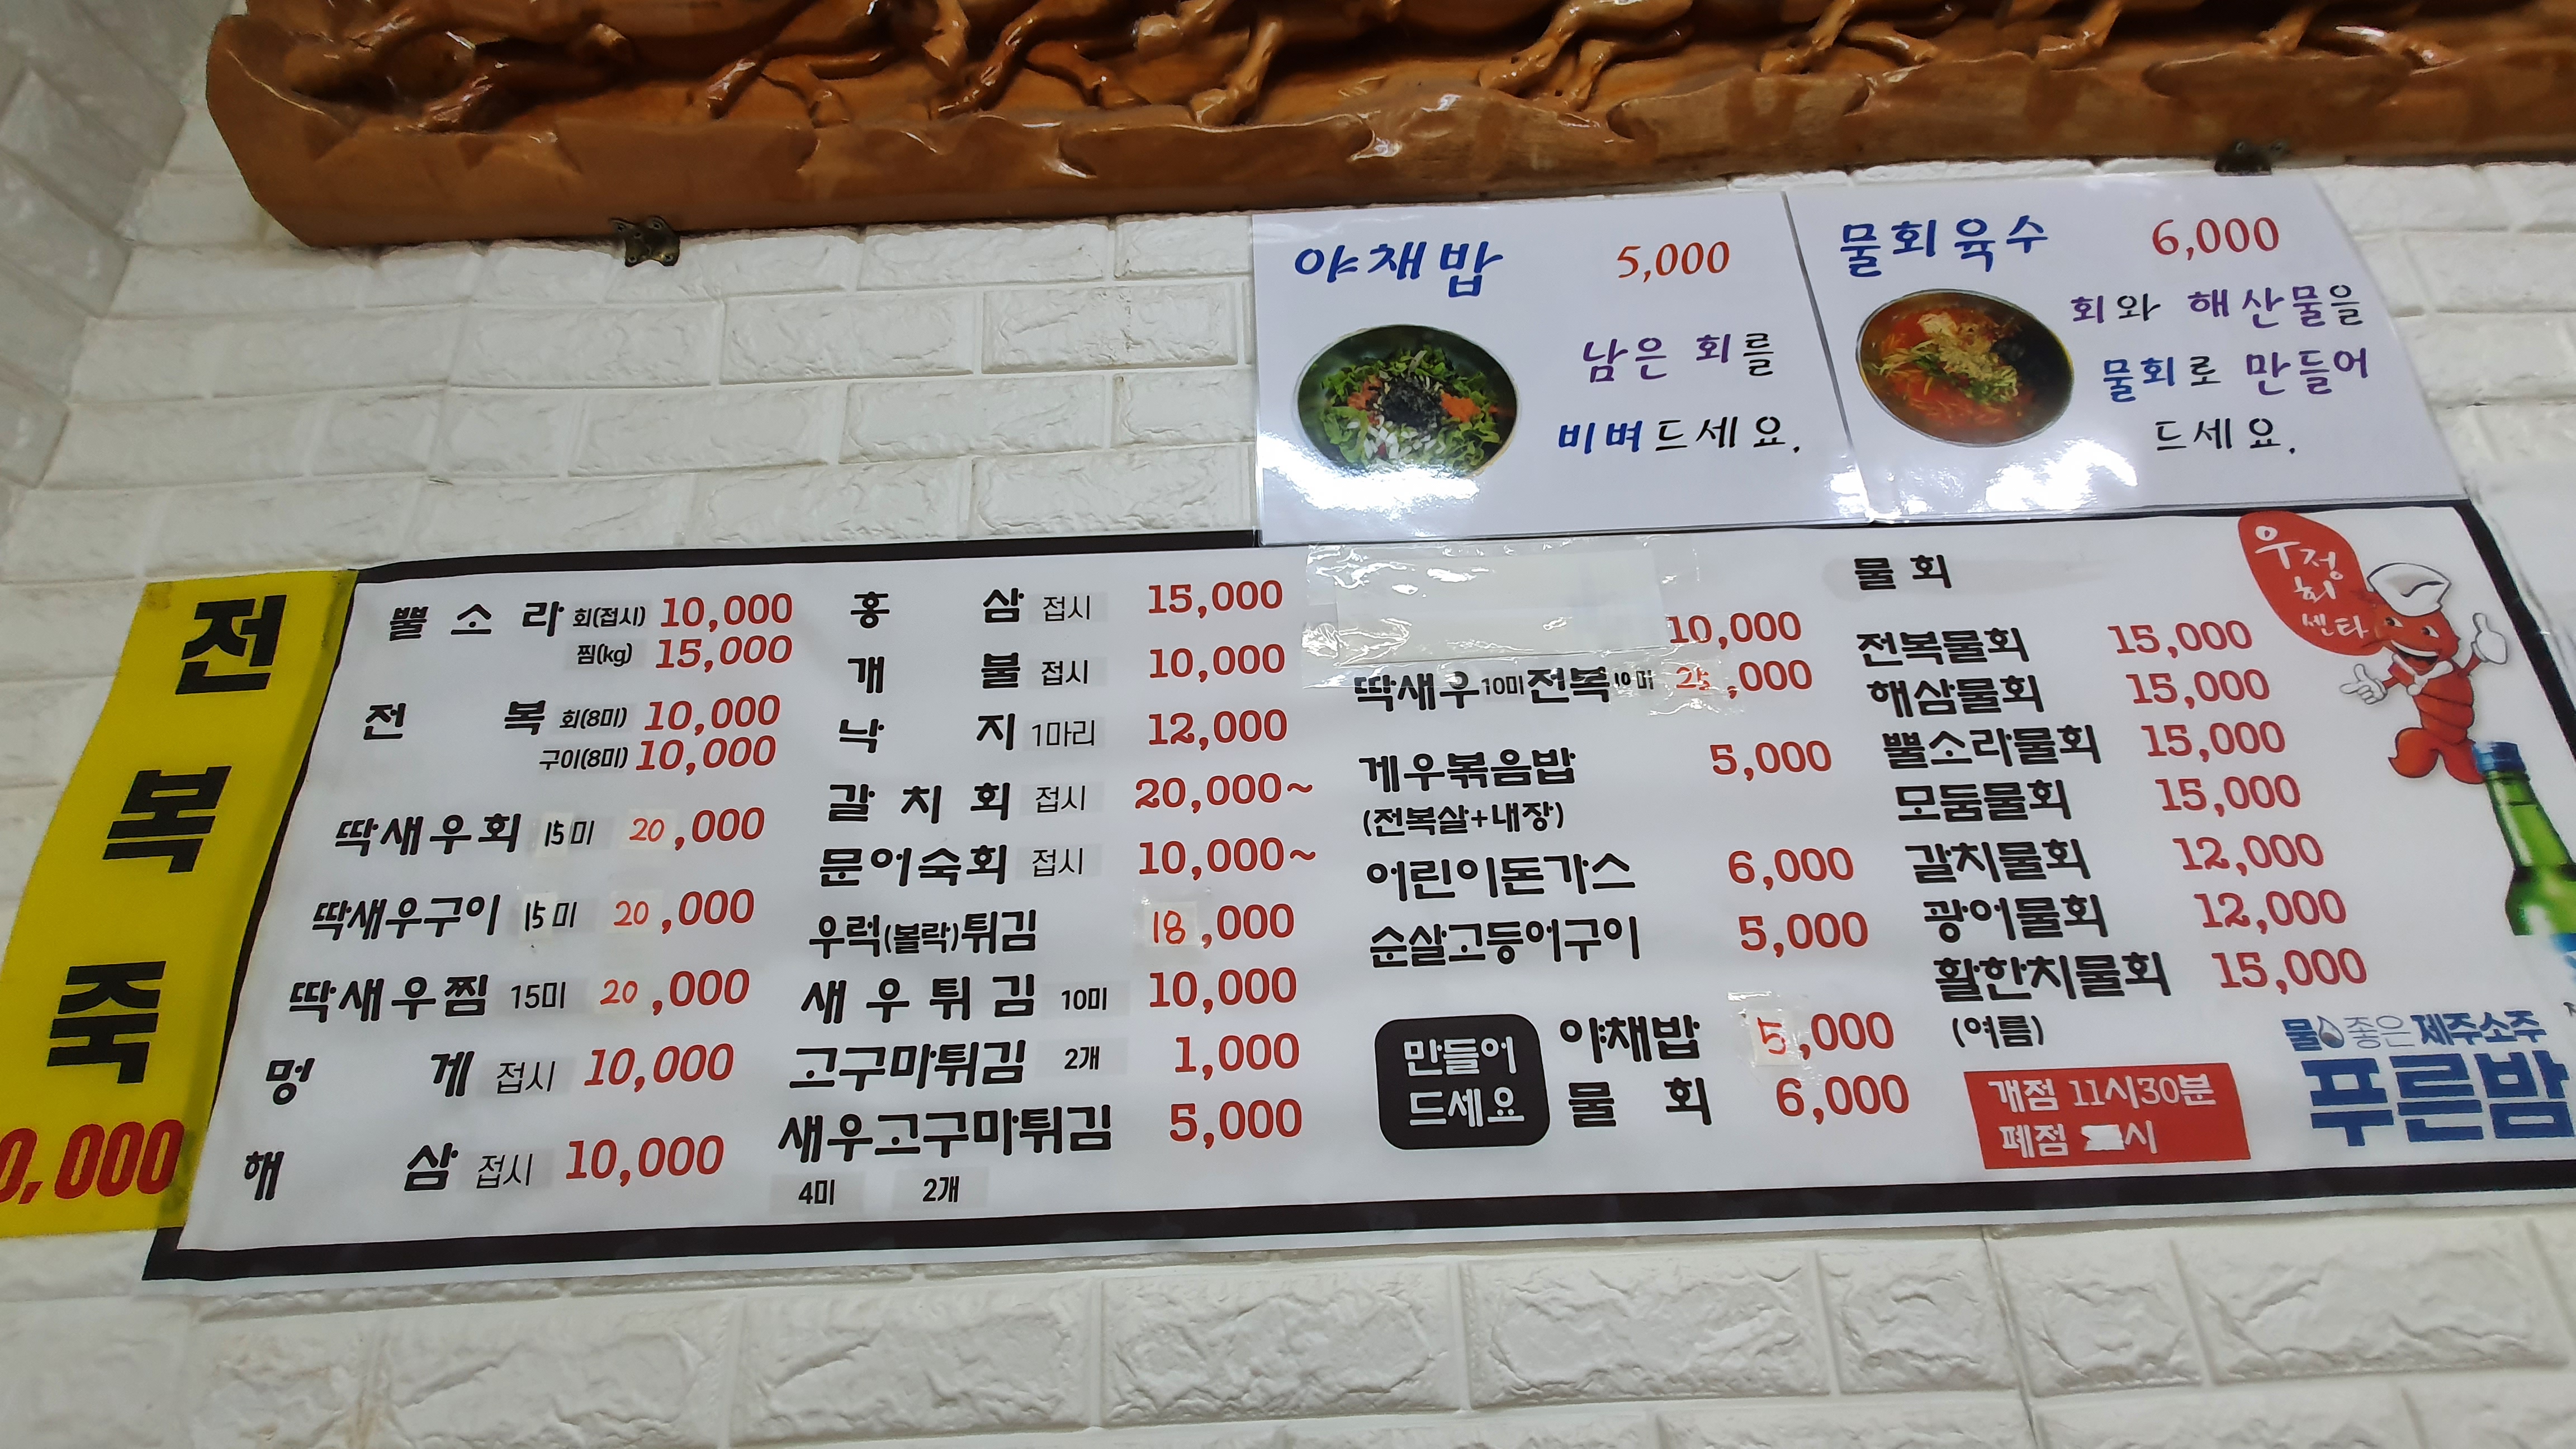 야채밥 5,000
남은 회를
비벼드세요.
물회육수 6,000
회와 해산물을
물회로 만들어
드세요.
전복죽
0,000
뿔소라 회(접시) 10,000
찜(kg) 15,000
전복 회(8미) 10,000
구이(8미) 10,000
딱새우회 15미 20,000
딱새우구이 15미 20,000
딱새우찜 15미 20,000
멍게 접시 10,000
해삼 접시 10,000
홍삼 접시 15,000
개불 접시 10,000
낙지 1마리 12,000
갈치회 접시 20,000~
문어숙회 접시 10,000~
우럭(볼락)튀김 18,000
새우튀김 10미 10,000
고구마튀김 2개 1,000
새우고구마튀김 5,000
4미 2개
10,000
딱새우10미전복10미 25,000
게우볶음밥 5,000
(전복살+내장)
어린이돈가스 6,000
순살고등어구이 5,000
만들어
드세요
야채밥 5,000
물회 6,000
물회
전복물회 15,000
해삼물회 15,000
뿔소라물회 15,000
모둠물회 15,000
갈치물회 12,000
광어물회 12,000
활한치물회 15,000
(여름)
개점 11시30분
폐점 시
우정
회
센타
물좋은제주소주
푸른밤